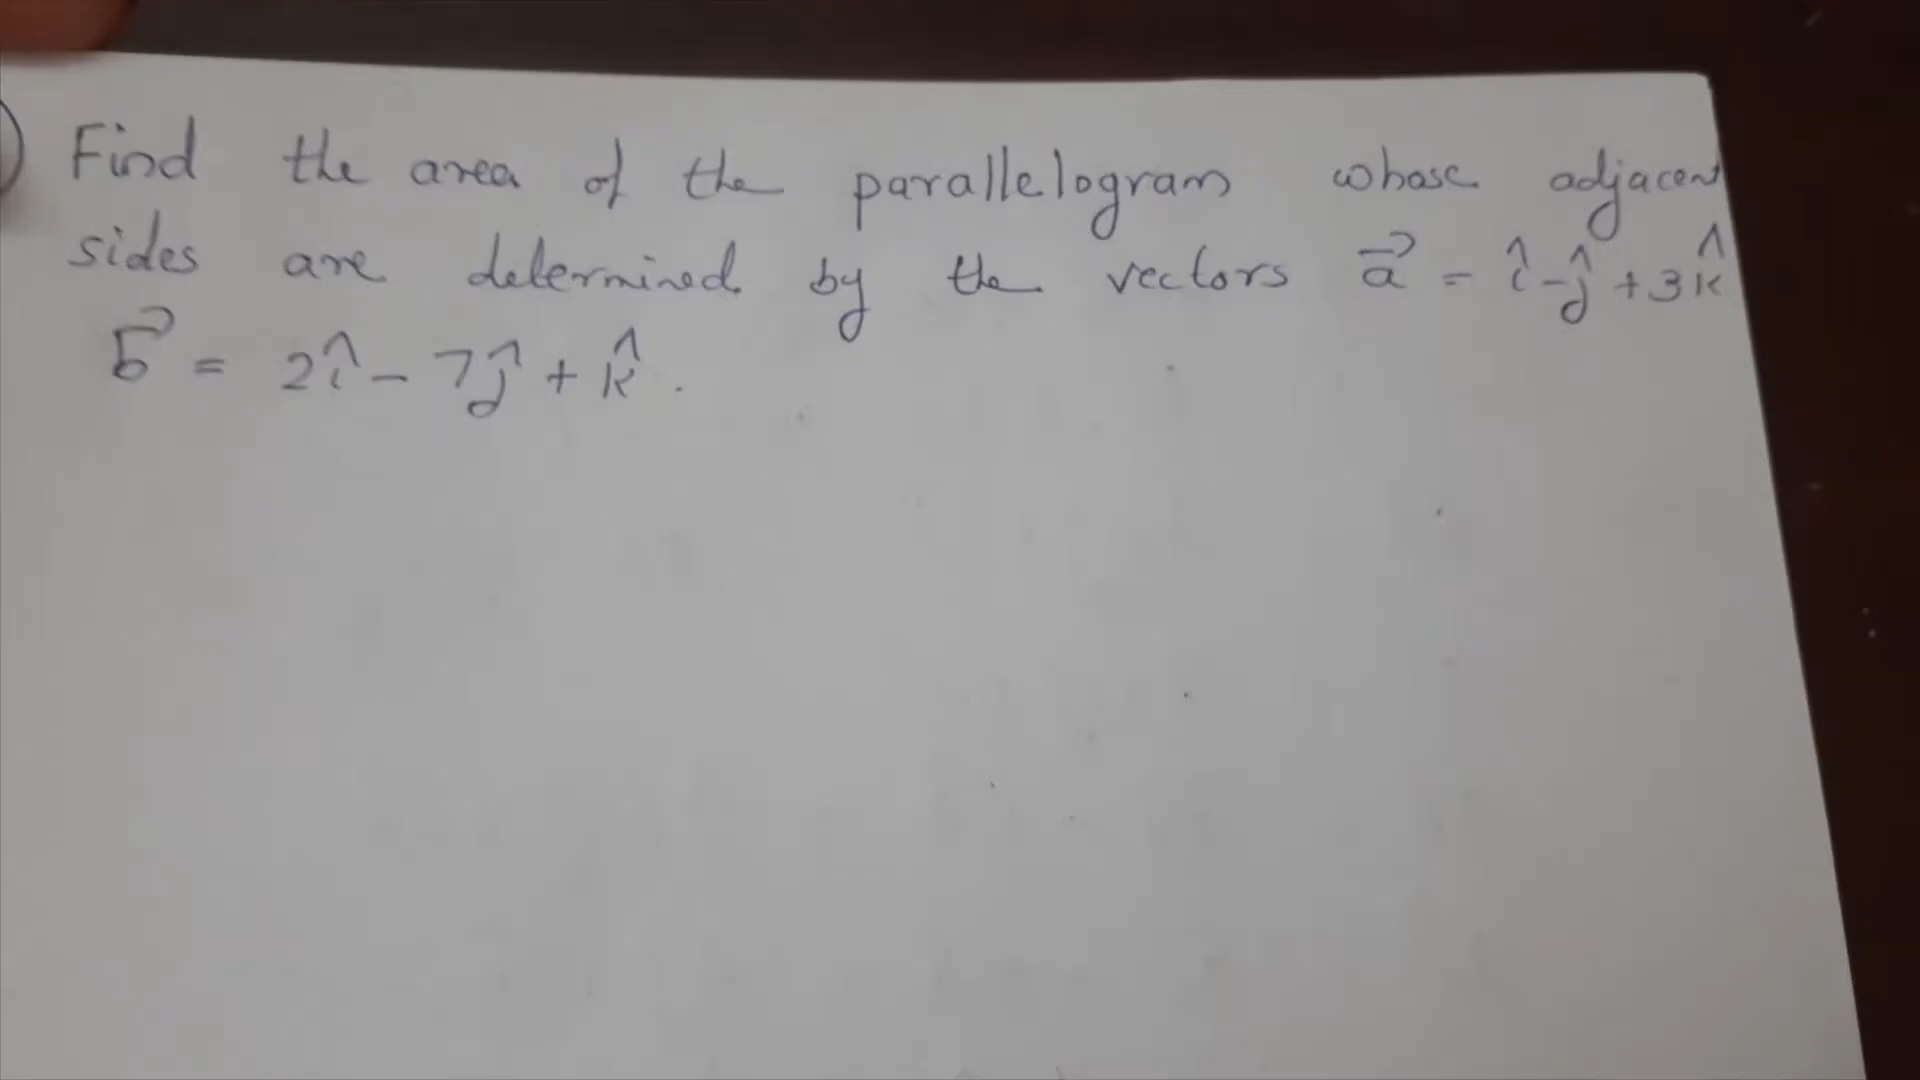 ) Find the area of the parallelogram whose adjacent
sides are determined by the vectors a⃗ = î-ĵ+3k̂
b⃗ = 2î - 7ĵ + k̂.